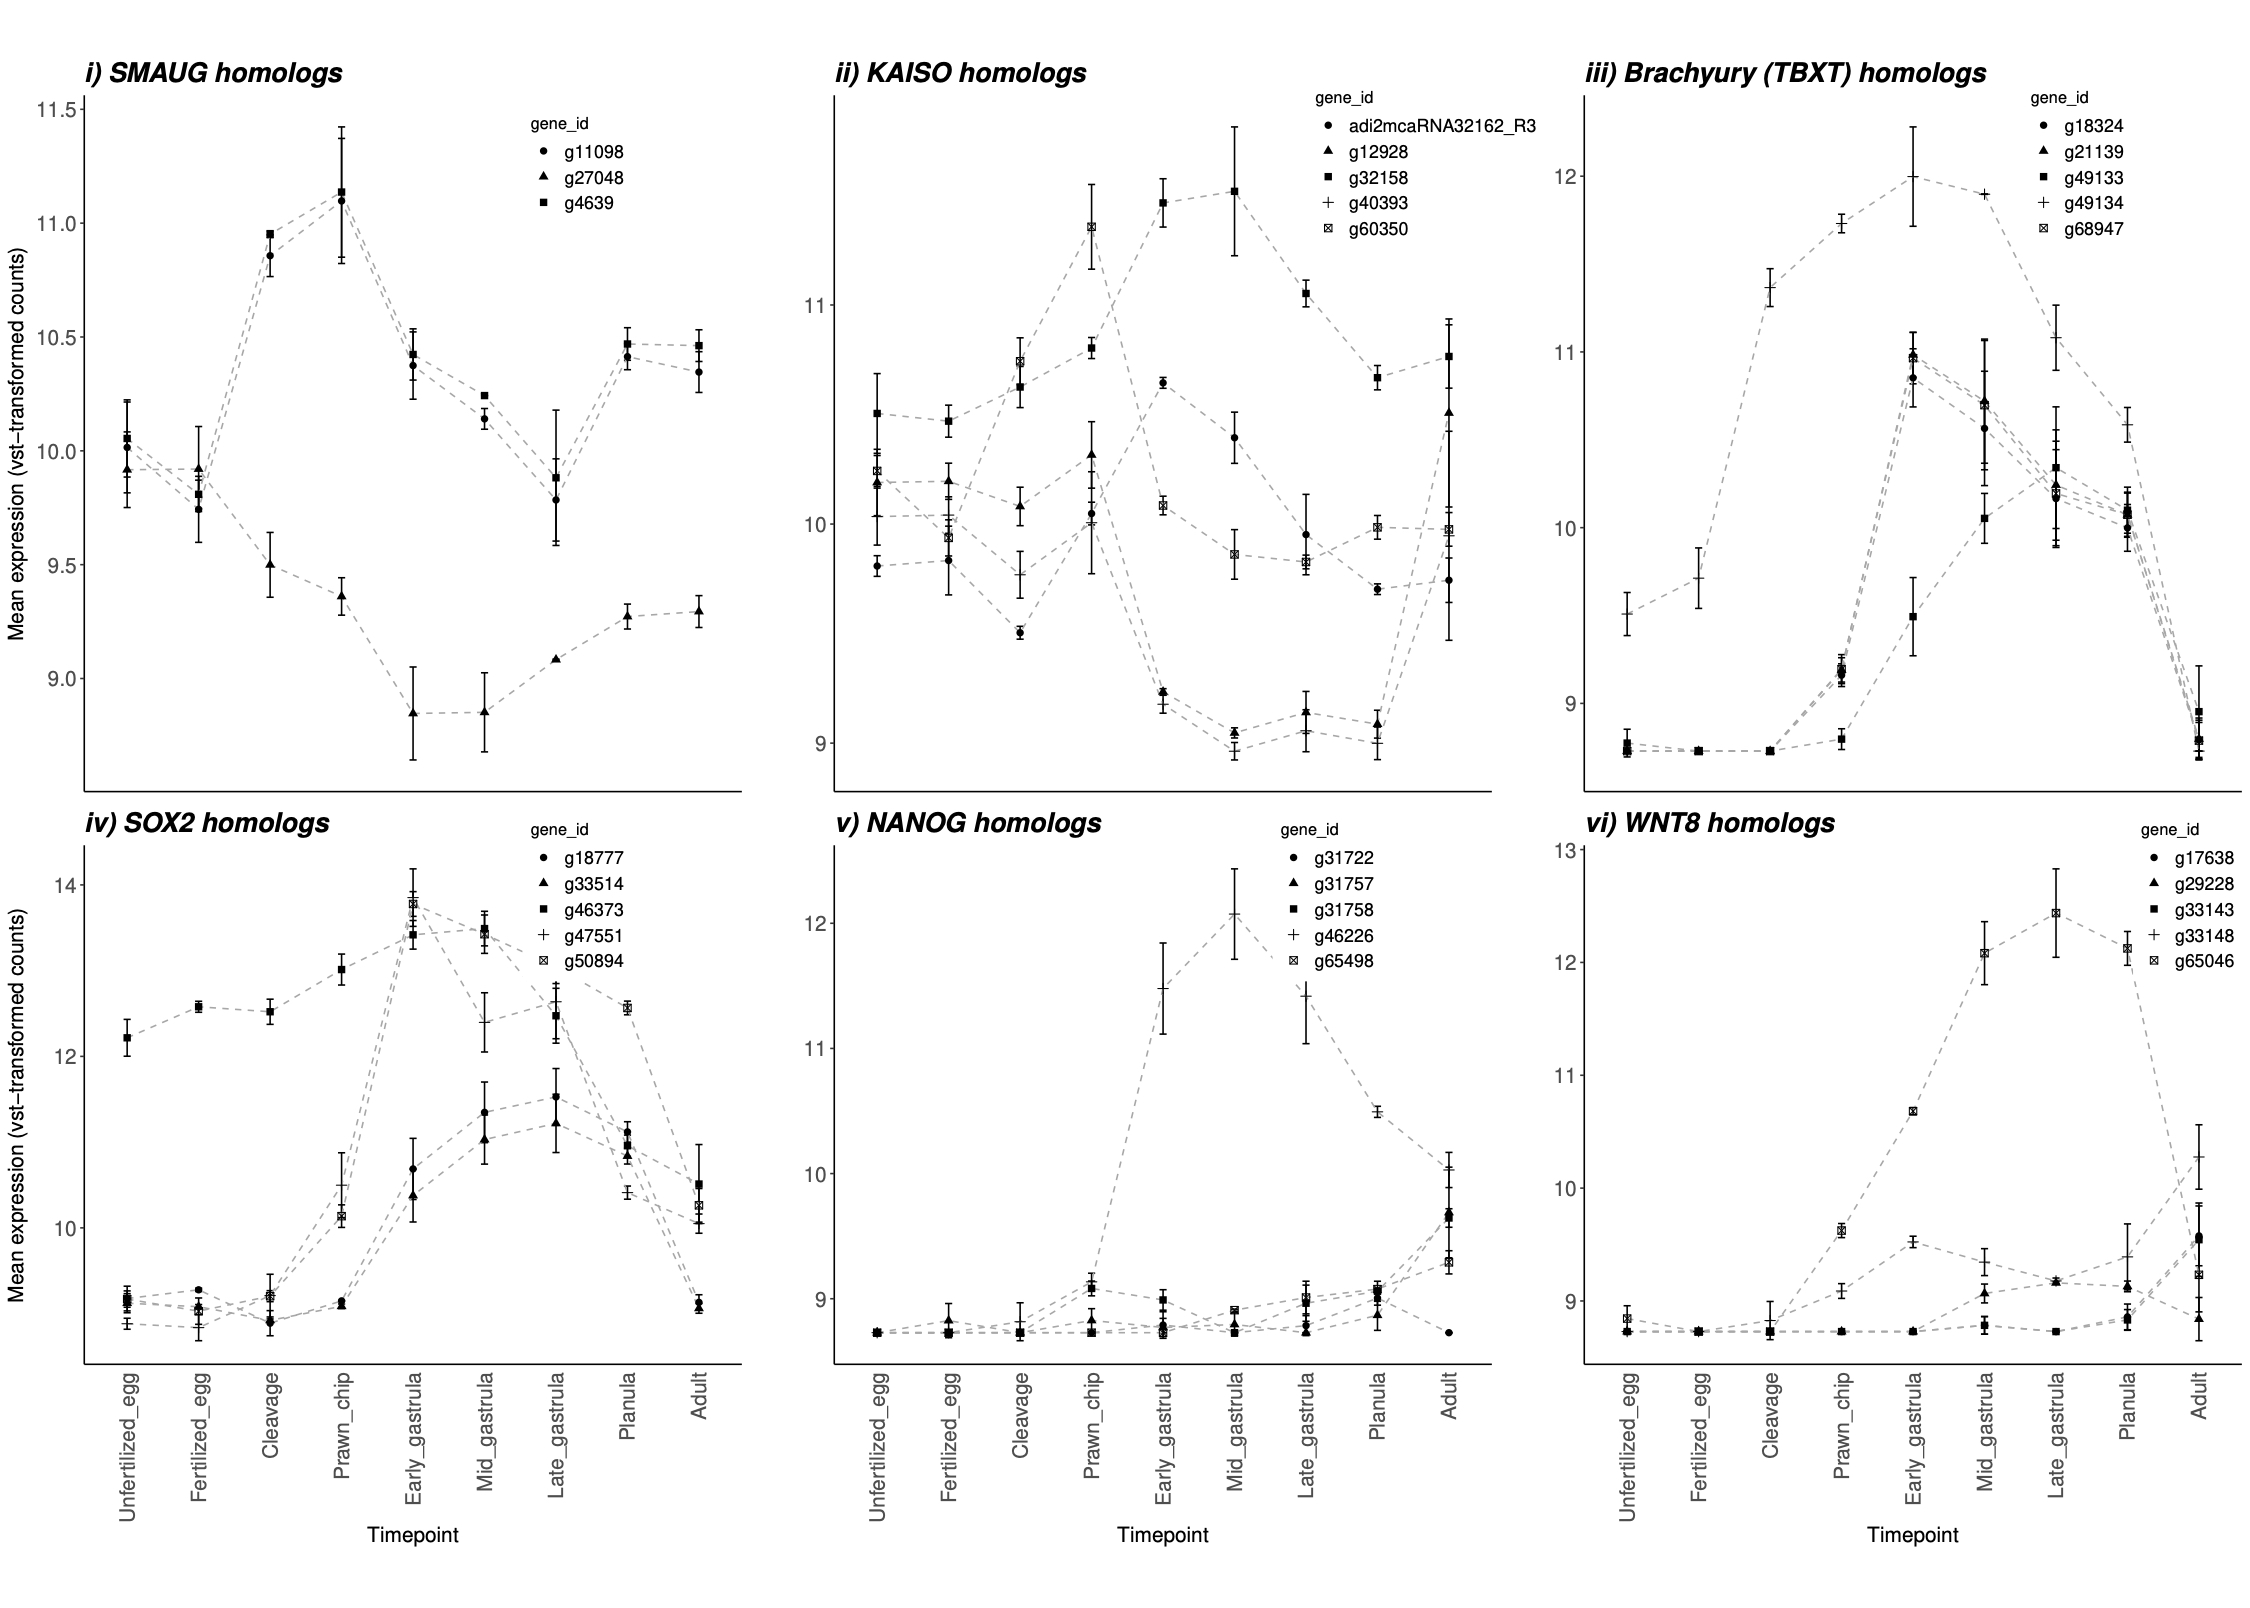 i) SMAUG homologs
Mean expression (vst−transformed counts)
11.5
11.0
10.5
10.0
9.5
9.0
gene_id
g11098
g27048
g4639
ii) KAISO homologs
11
10
9
gene_id
adi2mcaRNA32162_R3
g12928
g32158
g40393
g60350
iii) Brachyury (TBXT) homologs
12
11
10
9
gene_id
g18324
g21139
g49133
g49134
g68947
iv) SOX2 homologs
Mean expression (vst−transformed counts)
14
12
10
gene_id
g18777
g33514
g46373
g47551
g50894
Unfertilized_egg
Fertilized_egg
Cleavage
Prawn_chip
Early_gastrula
Mid_gastrula
Late_gastrula
Planula
Adult
Timepoint
v) NANOG homologs
12
11
10
9
gene_id
g31722
g31757
g31758
g46226
g65498
Unfertilized_egg
Fertilized_egg
Cleavage
Prawn_chip
Early_gastrula
Mid_gastrula
Late_gastrula
Planula
Adult
Timepoint
vi) WNT8 homologs
13
12
11
10
9
gene_id
g17638
g29228
g33143
g33148
g65046
Unfertilized_egg
Fertilized_egg
Cleavage
Prawn_chip
Early_gastrula
Mid_gastrula
Late_gastrula
Planula
Adult
Timepoint